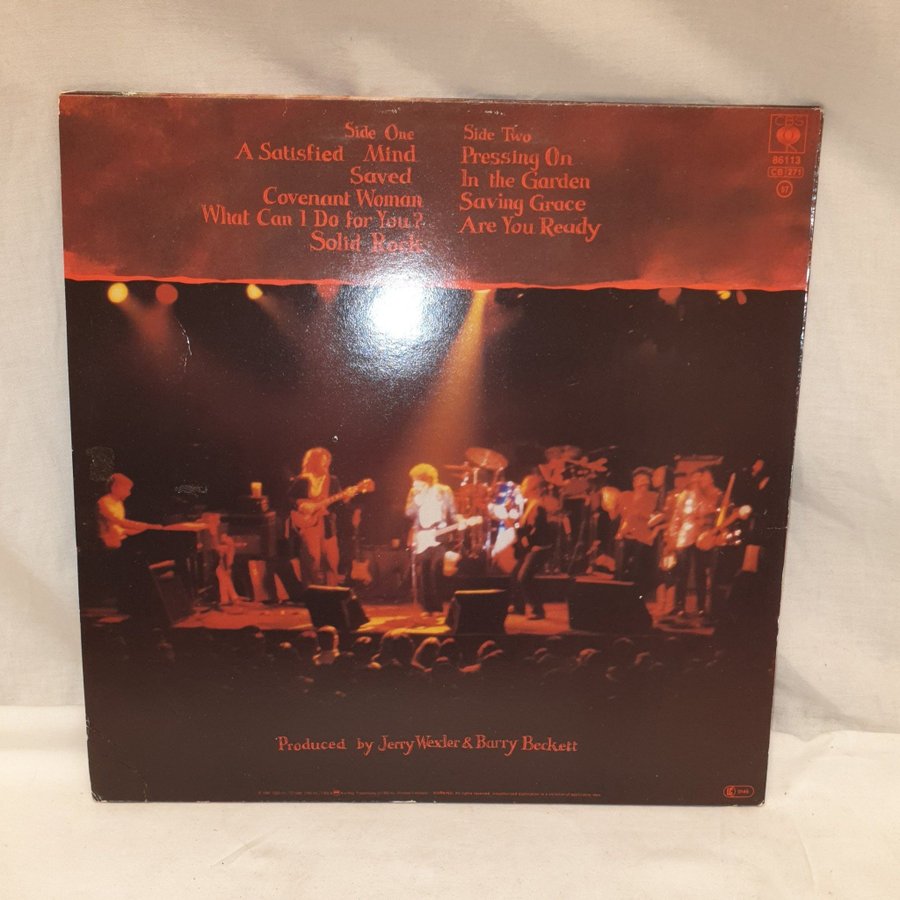 Side One
A Satisfied Mind
Saved
Covenant Woman
What Can I Do for You?
Solid Rock
Side Two
Pressing On
In the Garden
Saving Grace
Are You Ready
CBS
86113
CB 271
Produced by Jerry Wexler & Barry Beckett